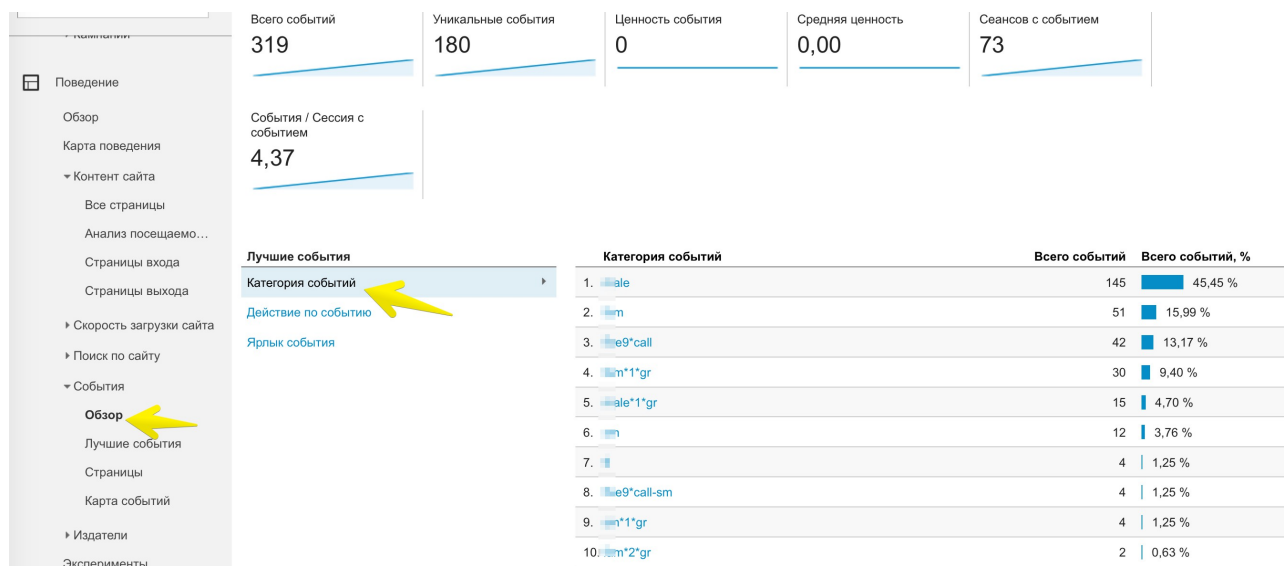 Всего событий
319
Уникальные события
180
Ценность события
0
Средняя ценность
0,00
Сеансов с событием
73
События / Сессия с
событием
4,37
Поведение
Обзор
Карта поведения
Контент сайта
Все страницы
Анализ посещаемо…
Страницы входа
Страницы выхода
Скорость загрузки сайта
Поиск по сайту
События
Обзор
Лучшие события
Страницы
Карта событий
Издатели
Эксперименты
Лучшие события
Категория событий
Действие по событию
Ярлык события
Категория событий Всего событий Всего событий, %
1. ale 145 45,45 %
2. m 51 15,99 %
3. e9*call 42 13,17 %
4. m*1*gr 30 9,40 %
5. ale*1*gr 15 4,70 %
6. 12 3,76 %
7. 4 1,25 %
8. e9*call-sm 4 1,25 %
9. *1*gr 4 1,25 %
10. m*2*gr 2 0,63 %